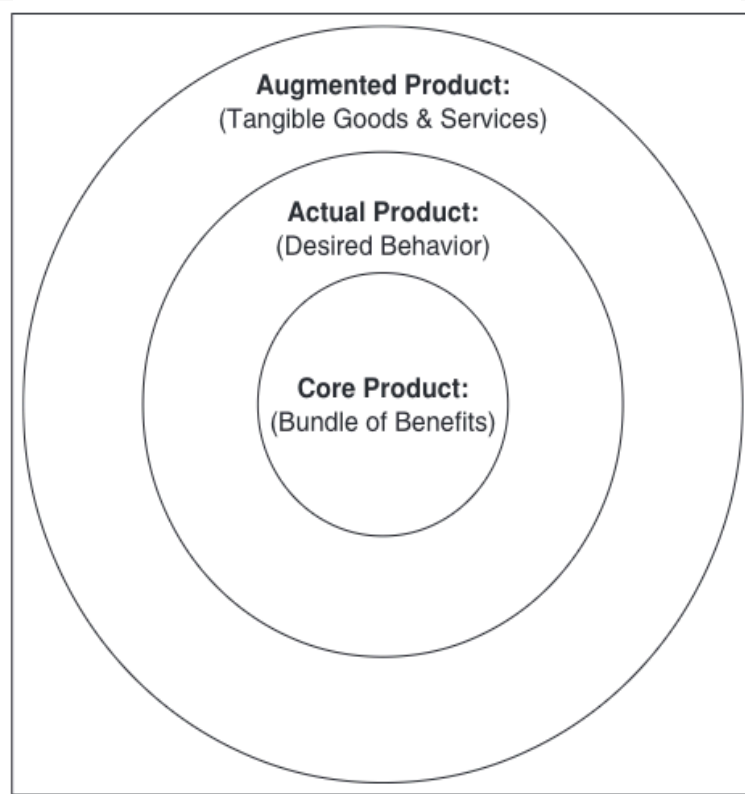 Augmented Product:
(Tangible Goods & Services)
Actual Product:
(Desired Behavior)
Core Product:
(Bundle of Benefits)